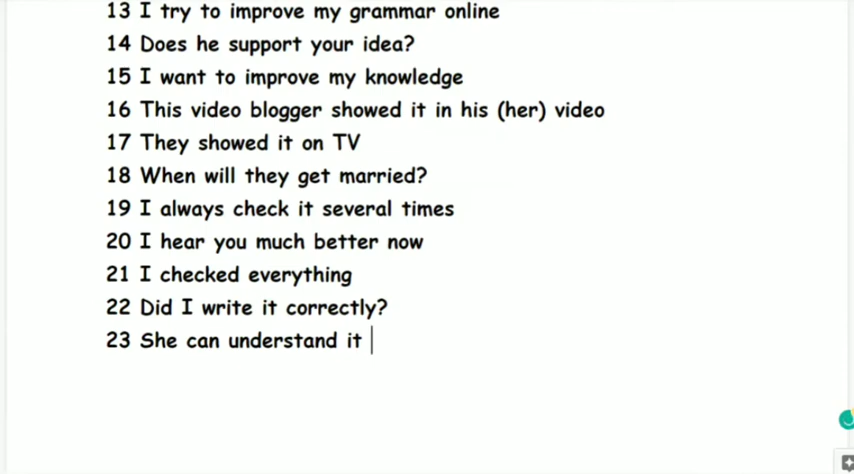 13 I try to improve my grammar online
14 Does he support your idea?
15 I want to improve my knowledge
16 This video blogger showed it in his (her) video
17 They showed it on TV
18 When will they get married?
19 I always check it several times
20 I hear you much better now
21 I checked everything
22 Did I write it correctly?
23 She can understand it